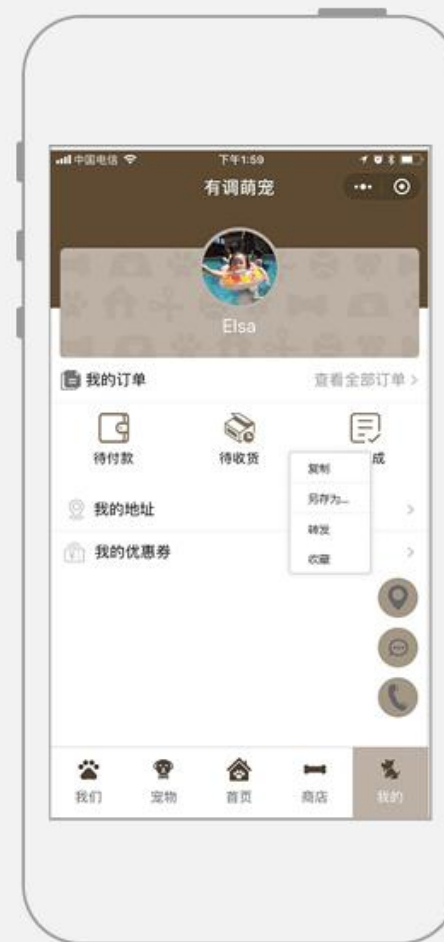 中国电信
下午1:59
有调萌宠
Elsa
我的订单
查看全部订单 >
待付款
待收货
成
复制
另存为...
转发
收藏
我的地址
我的优惠券
我们
宠物
首页
商店
我的